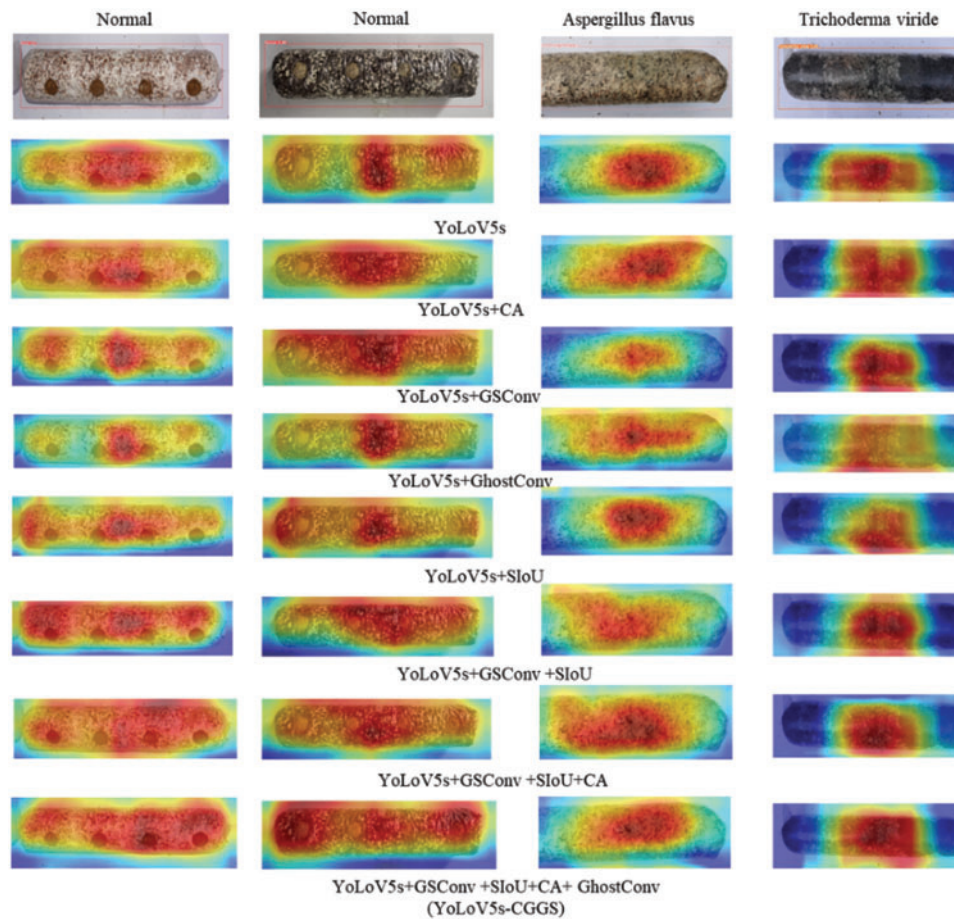 Normal Normal Aspergillus flavus Trichoderma viride
YoLoV5s
YoLoV5s+CA
YoLoV5s+GSConv
YoLoV5s+GhostConv
YoLoV5s+SIoU
YoLoV5s+GSConv +SIoU
YoLoV5s+GSConv +SIoU+CA
YoLoV5s+GSConv +SIoU+CA+ GhostConv
(YoLoV5s-CGGS)